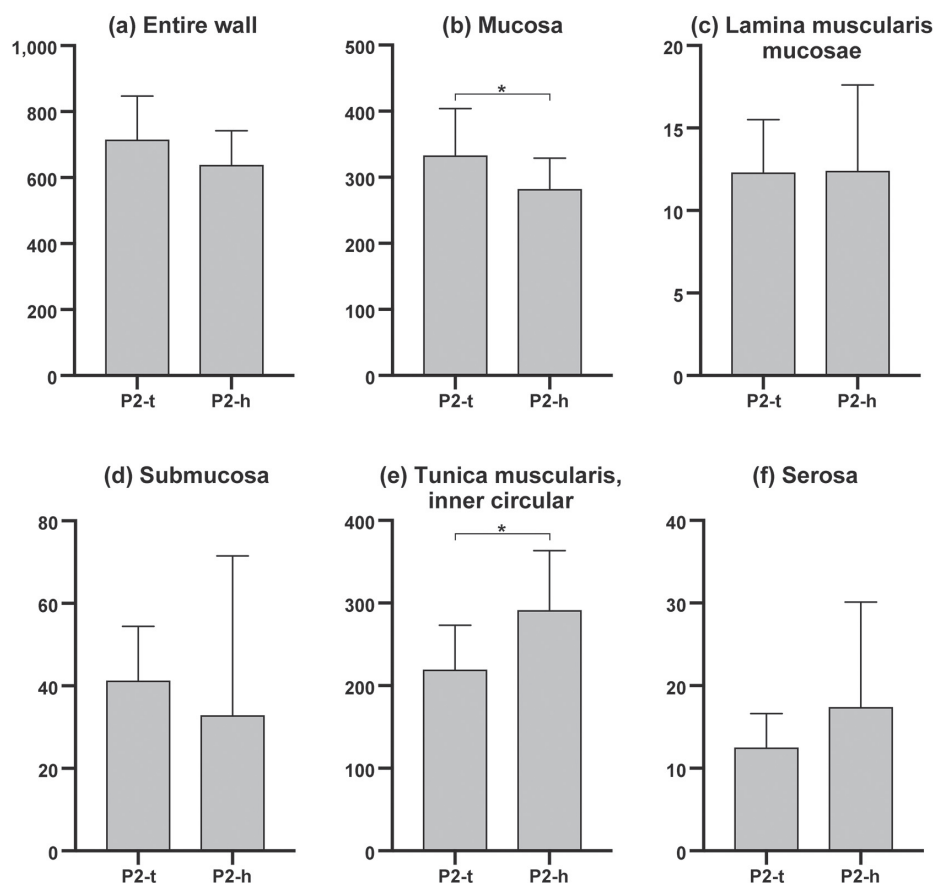 (a) Entire wall
1,000
800
600
400
200
0
P2-t P2-h
(b) Mucosa
500
400
300
200
100
0
*
P2-t P2-h
(c) Lamina muscularis
mucosae
20
15
10
5
0
P2-t P2-h
(d) Submucosa
80
60
40
20
0
P2-t P2-h
(e) Tunica muscularis,
inner circular
400
300
200
100
0
*
P2-t P2-h
(f) Serosa
40
30
20
10
0
P2-t P2-h